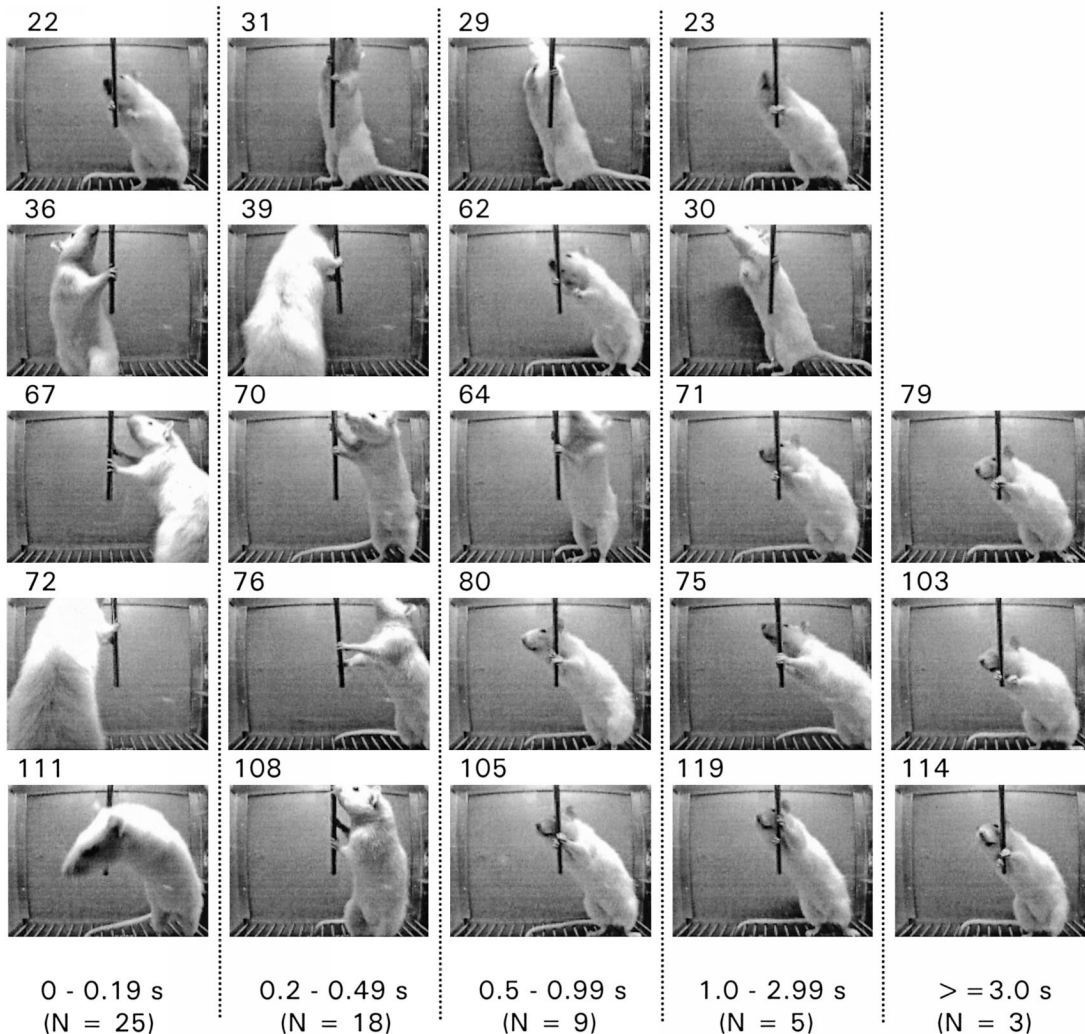 22 31 29 23
36 39 62 30
67 70 64 71 79
72 76 80 75 103
111 108 105 119 114
0 - 0.19 s 0.2 - 0.49 s 0.5 - 0.99 s 1.0 - 2.99 s > = 3.0 s
(N = 25) (N = 18) (N = 9) (N = 5) (N = 3)